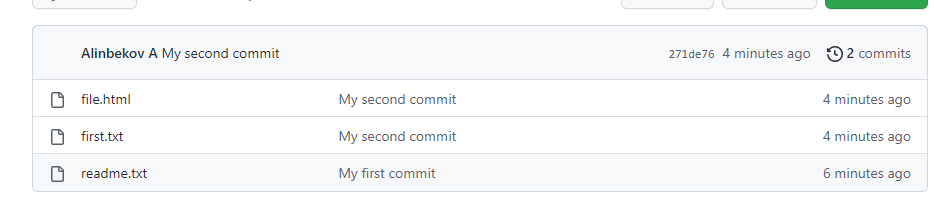 Alinbekov A My second commit 271de76 4 minutes ago 2 commits
file.html My second commit 4 minutes ago
first.txt My second commit 4 minutes ago
readme.txt My first commit 6 minutes ago